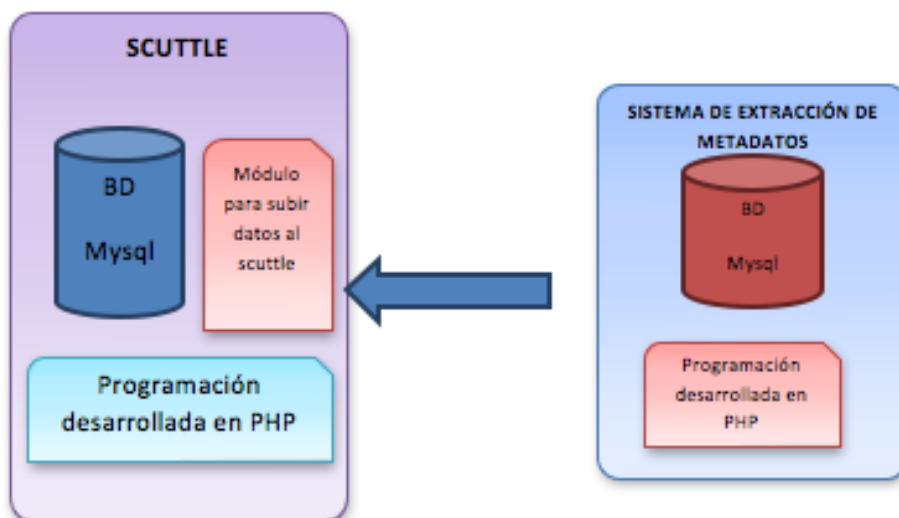 SCUTTLE
BD
Mysql
Módulo
para subir
datos al
scuttle
Programación
desarrollada en PHP
SISTEMA DE EXTRACCIÓN DE
METADATOS
BD
Mysql
Programación
desarrollada en
PHP